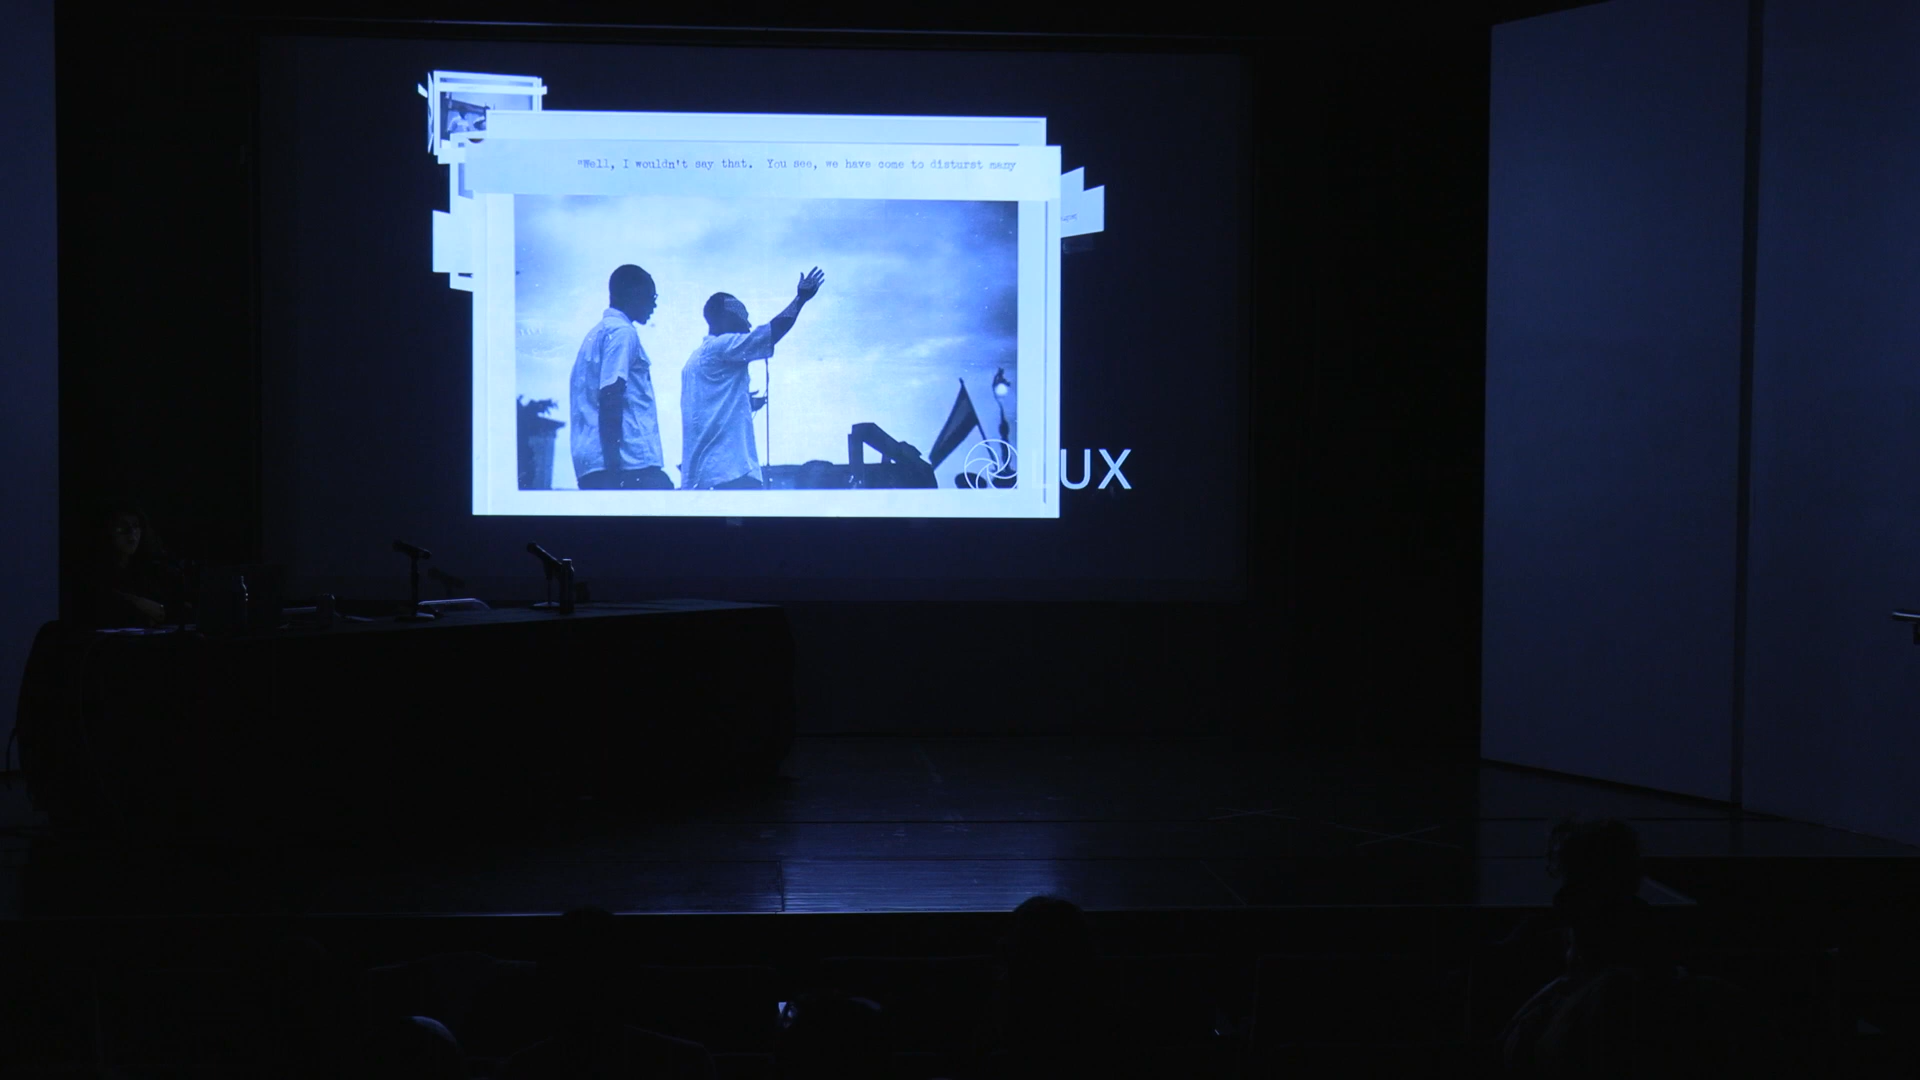 "Well, I wouldn't say that.  You see, we have come to disturst many
LUX